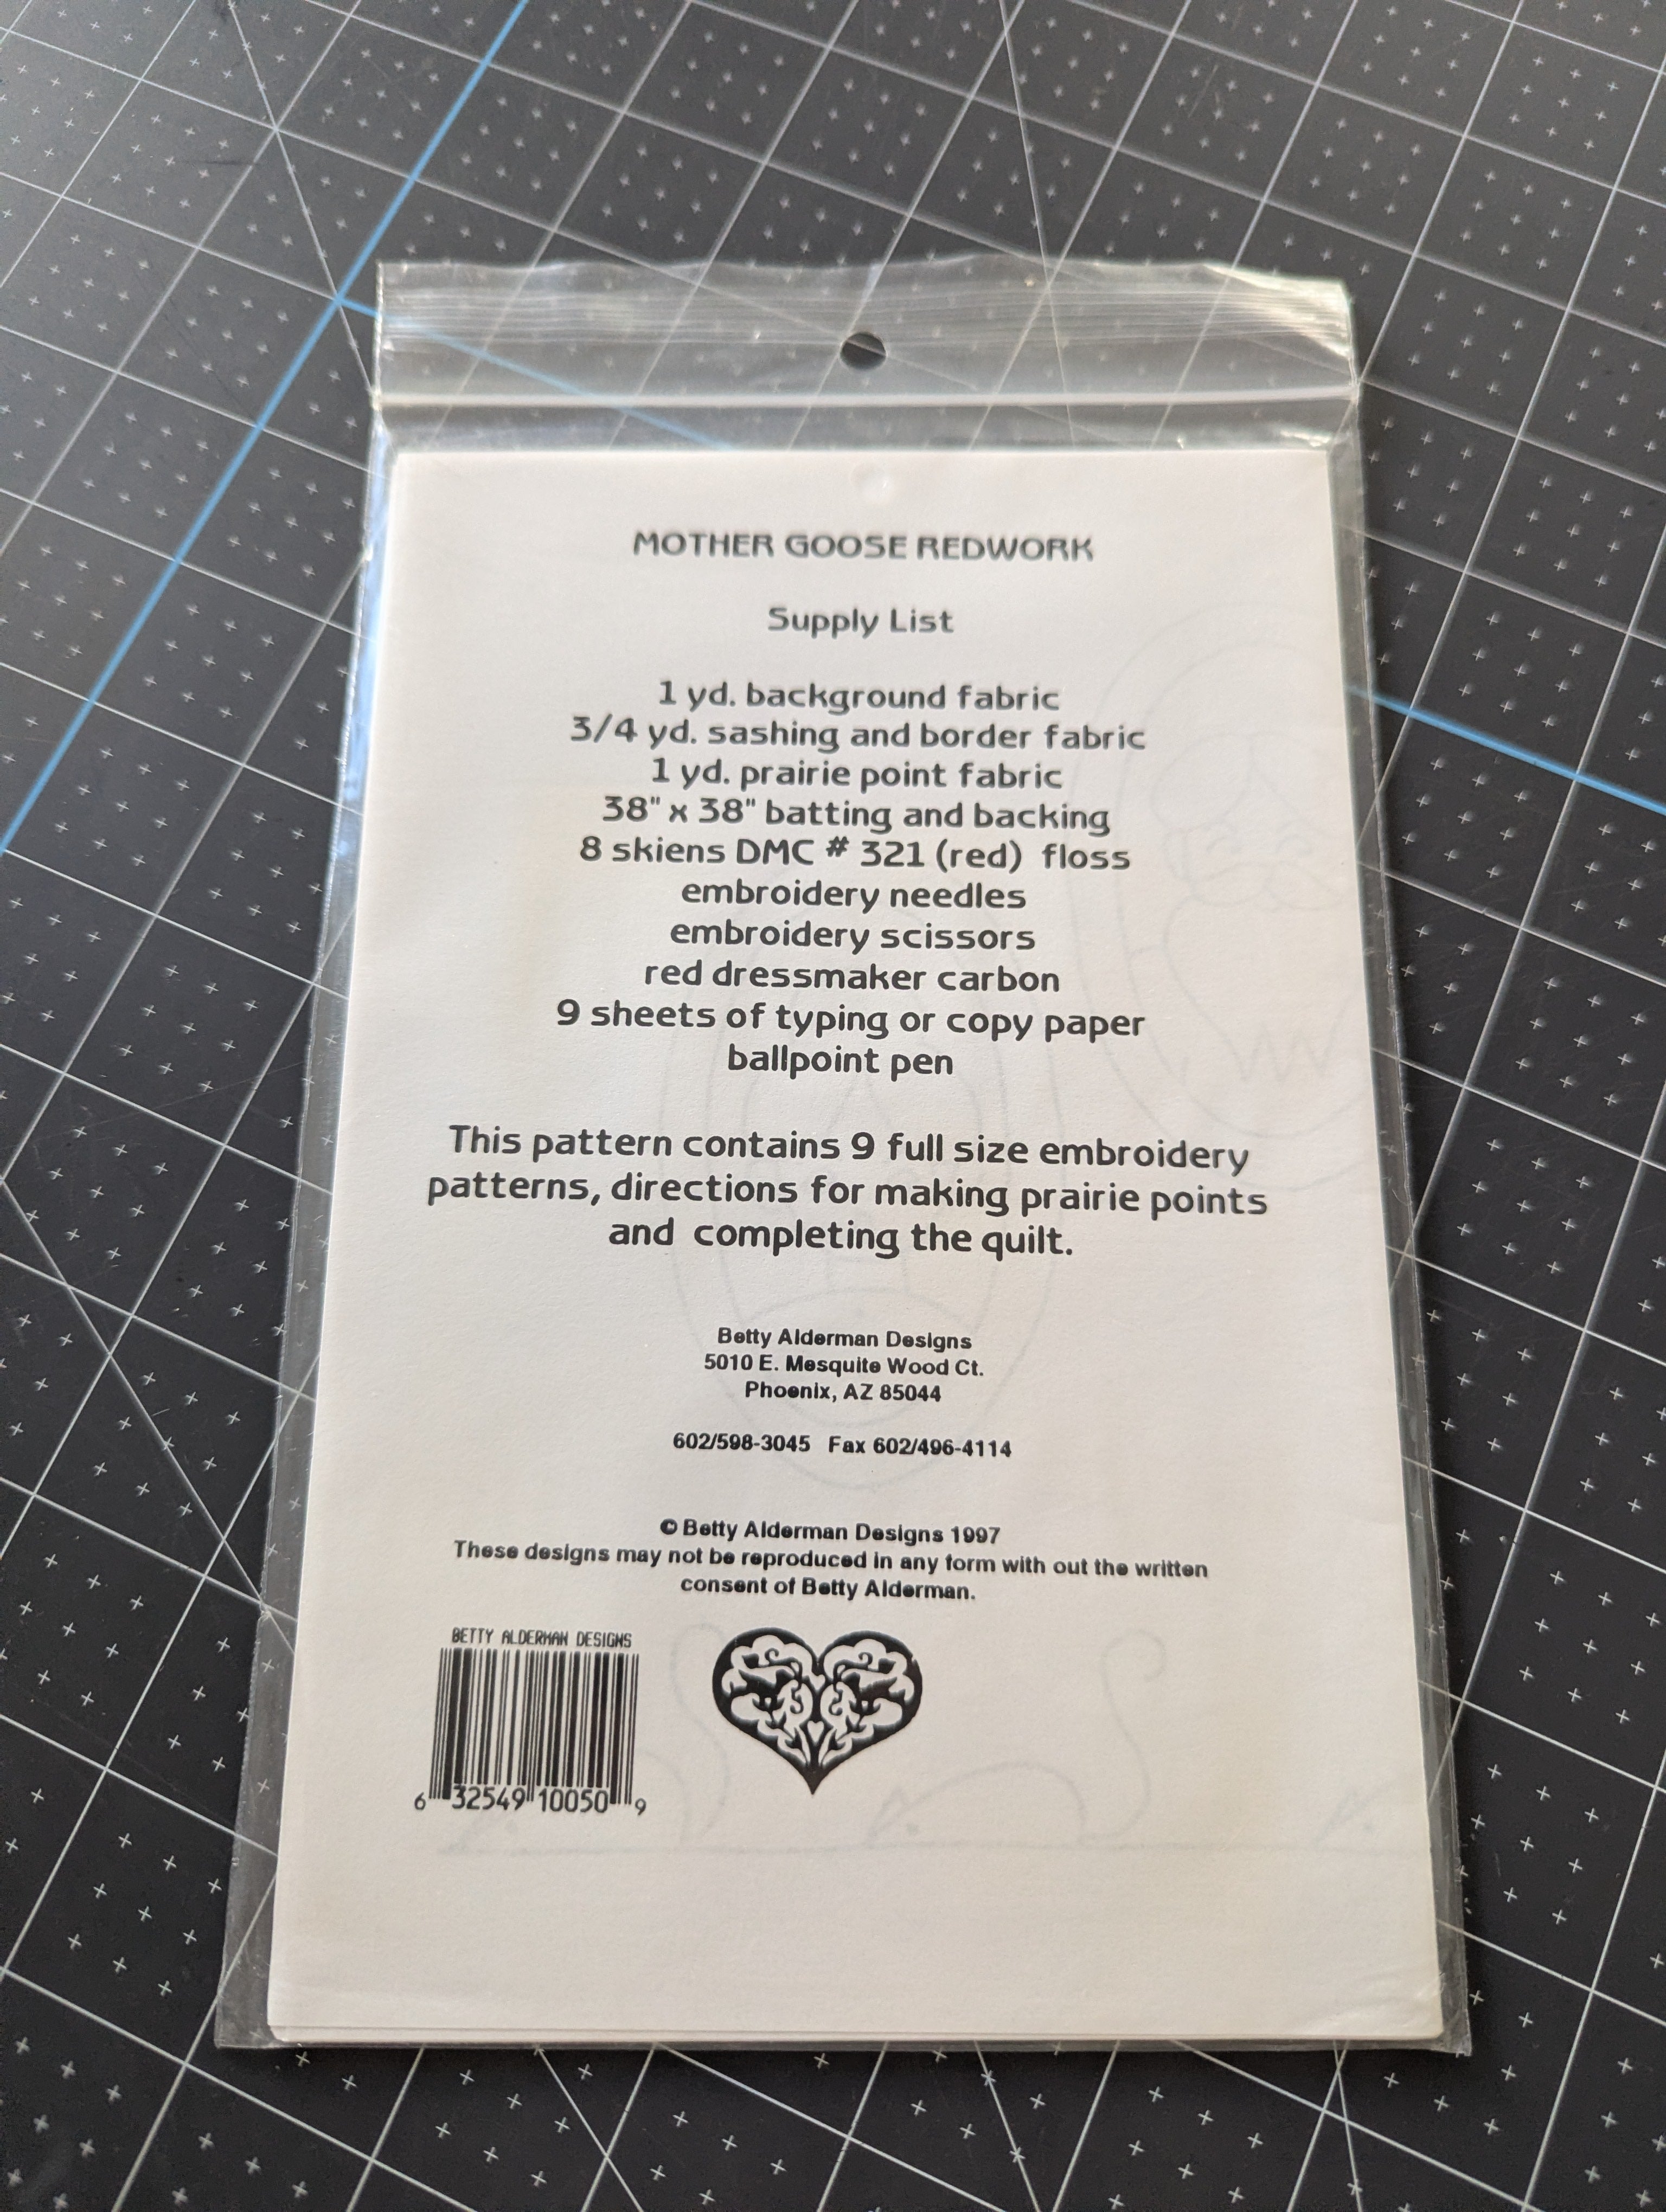 MOTHER GOOSE REDWORK
Supply List
1 yd. background fabric
3/4 yd. sashing and border fabric
1 yd. prairie point fabric
38" x 38" batting and backing
8 skiens DMC # 321 (red) floss
embroidery needles
embroidery scissors
red dressmaker carbon
9 sheets of typing or copy paper
ballpoint pen
This pattern contains 9 full size embroidery
patterns, directions for making prairie points
and completing the quilt.
Betty Alderman Designs
5010 E. Mesquite Wood Ct.
Phoenix, AZ 85044
602/598-3045 Fax 602/496-4114
© Betty Alderman Designs 1997
These designs may not be reproduced in any form with out the written
consent of Betty Alderman.
BETTY ALDERMAN DESIGNS
6 32549 10050 9